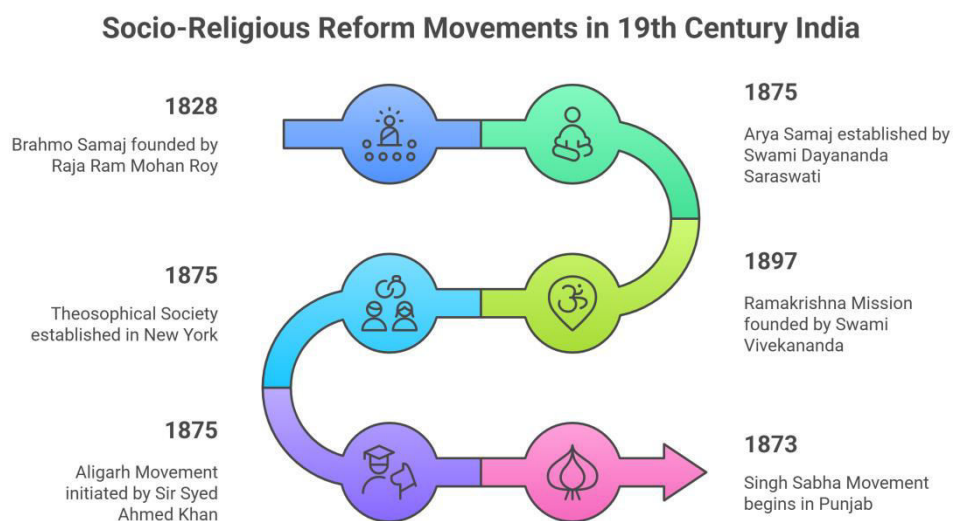 Socio-Religious Reform Movements in 19th Century India
1828
Brahmo Samaj founded by
Raja Ram Mohan Roy
1875
Arya Samaj established by
Swami Dayananda
Saraswati
1875
Theosophical Society
established in New York
1897
Ramakrishna Mission
founded by Swami
Vivekananda
1875
Aligarh Movement
initiated by Sir Syed
Ahmed Khan
1873
Singh Sabha Movement
begins in Punjab